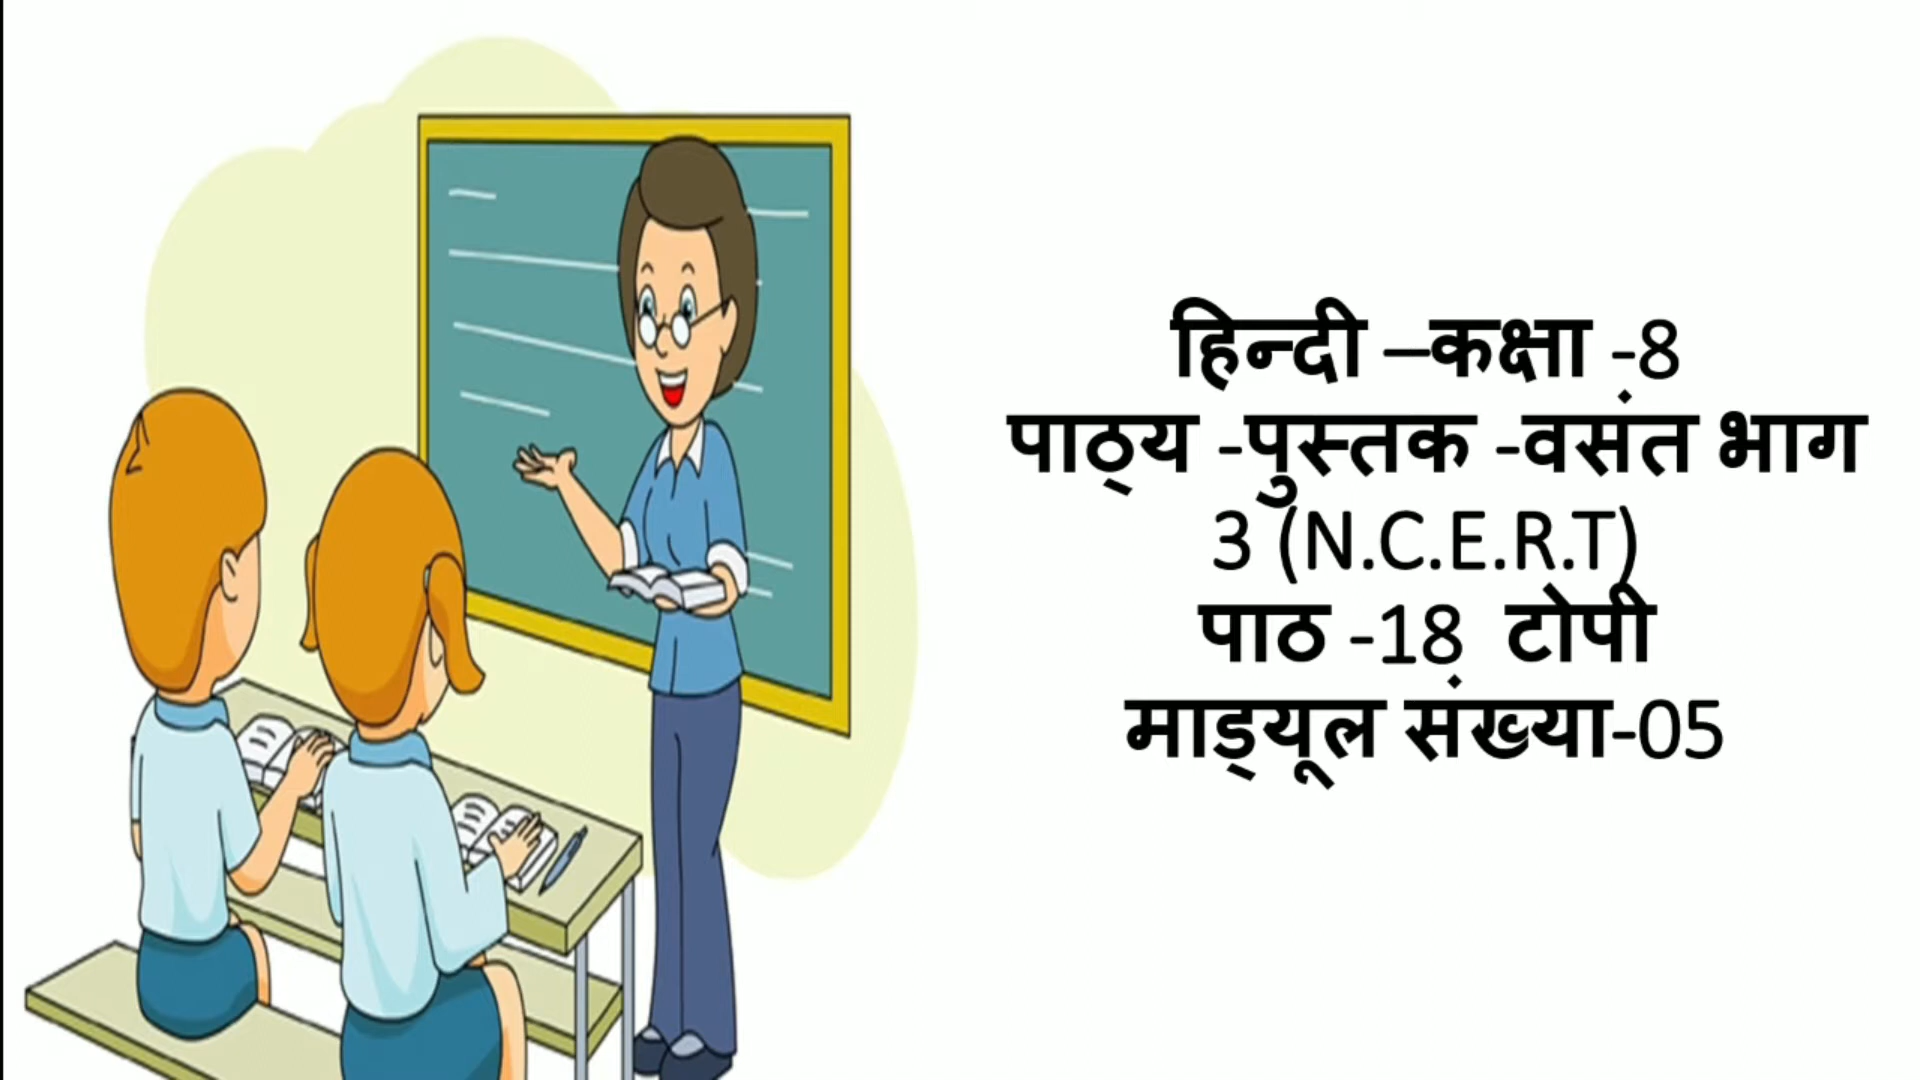 हिन्दी –कक्षा -8
पाठ्य -पुस्तक -वसंत भाग
3 (N.C.E.R.T)
पाठ -18 टोपी
माड्यूल संख्या-05